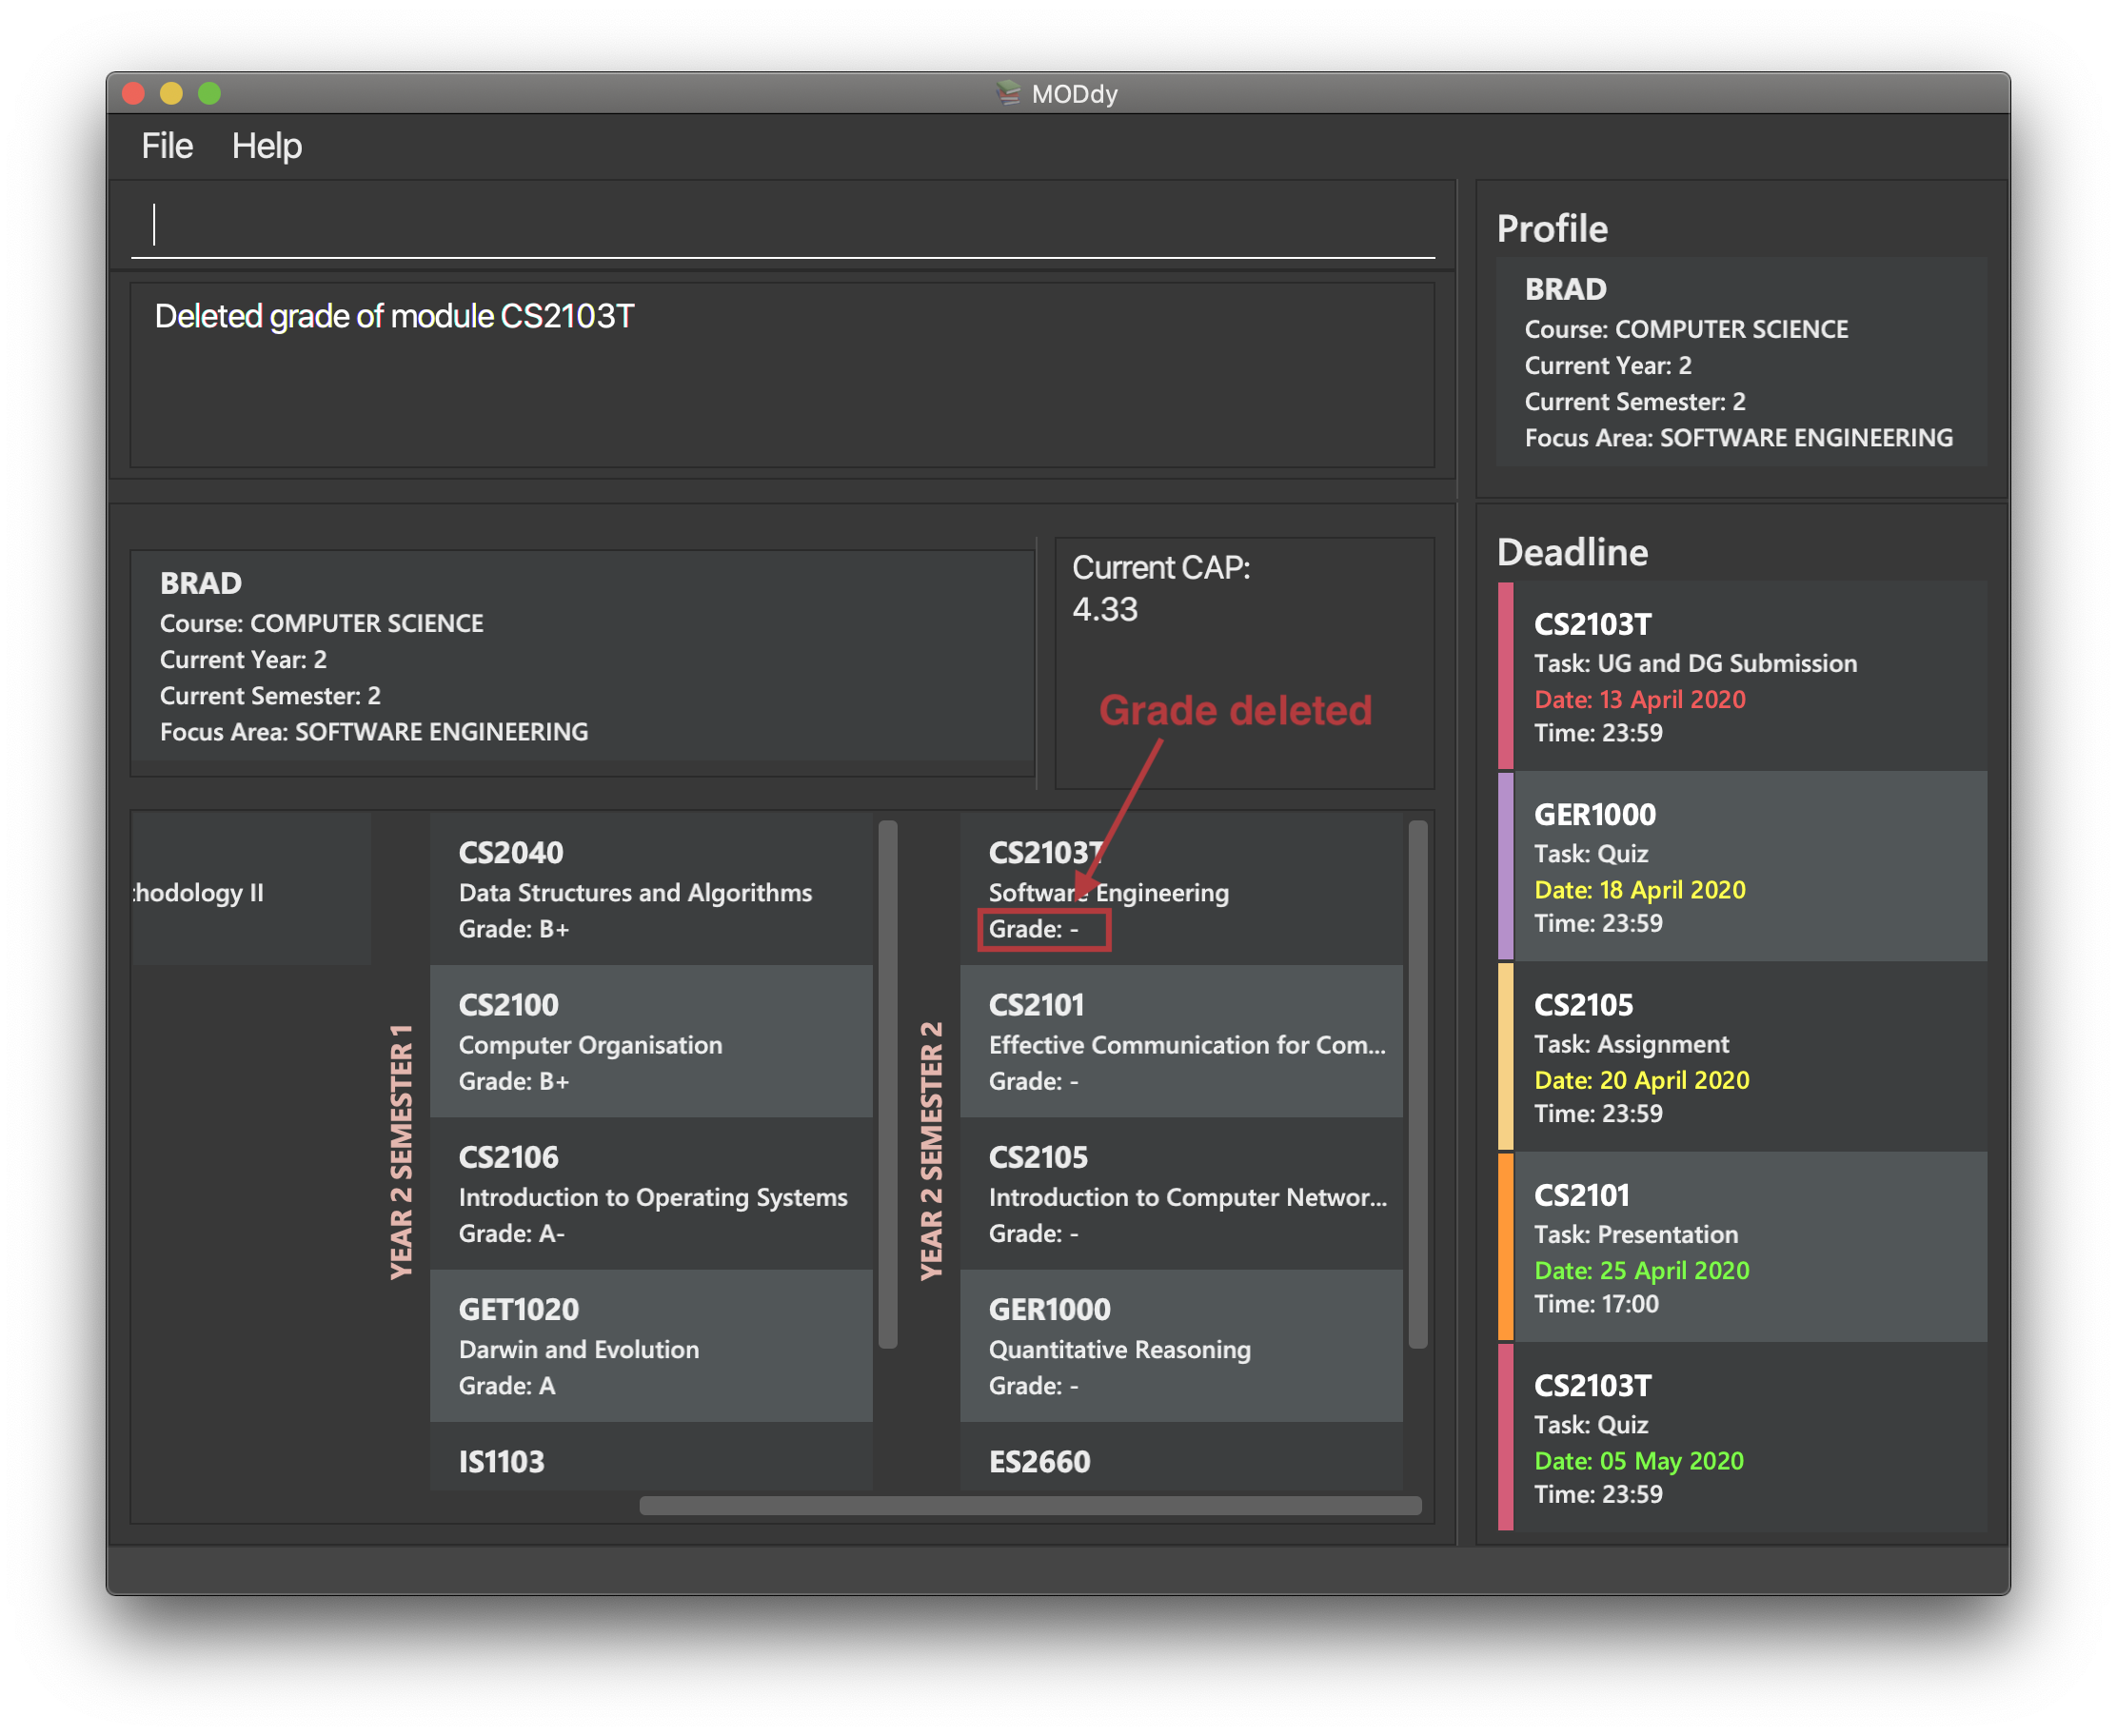 MODdy
File Help
Deleted grade of module CS2103T
Profile
BRAD
Course: COMPUTER SCIENCE
Current Year: 2
Current Semester: 2
Focus Area: SOFTWARE ENGINEERING
BRAD
Course: COMPUTER SCIENCE
Current Year: 2
Current Semester: 2
Focus Area: SOFTWARE ENGINEERING
Current CAP:
4.33
Grade deleted
thodology II
YEAR 2 SEMESTER 1
CS2040
Data Structures and Algorithms
Grade: B+
CS2100
Computer Organisation
Grade: B+
CS2106
Introduction to Operating Systems
Grade: A-
GET1020
Darwin and Evolution
Grade: A
IS1103
YEAR 2 SEMESTER 2
CS2103T
Software Engineering
Grade: -
CS2101
Effective Communication for Com...
Grade: -
CS2105
Introduction to Computer Networ...
Grade: -
GER1000
Quantitative Reasoning
Grade: -
ES2660
Deadline
CS2103T
Task: UG and DG Submission
Date: 13 April 2020
Time: 23:59
GER1000
Task: Quiz
Date: 18 April 2020
Time: 23:59
CS2105
Task: Assignment
Date: 20 April 2020
Time: 23:59
CS2101
Task: Presentation
Date: 25 April 2020
Time: 17:00
CS2103T
Task: Quiz
Date: 05 May 2020
Time: 23:59